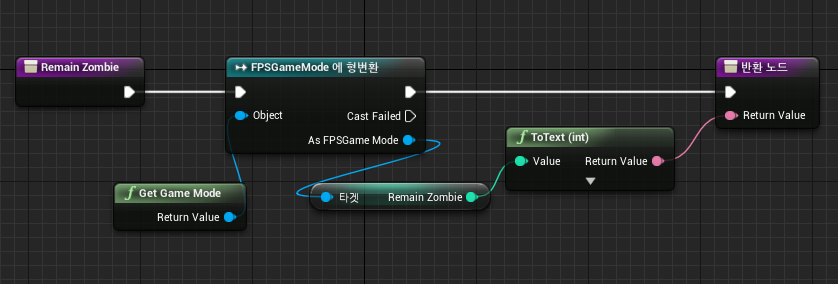 Remain Zombie
FPSGameMode 에 형변환
Object
Cast Failed
As FPSGame Mode
Get Game Mode
Return Value
타겟
Remain Zombie
ToText (int)
Value
Return Value
반환 노드
Return Value